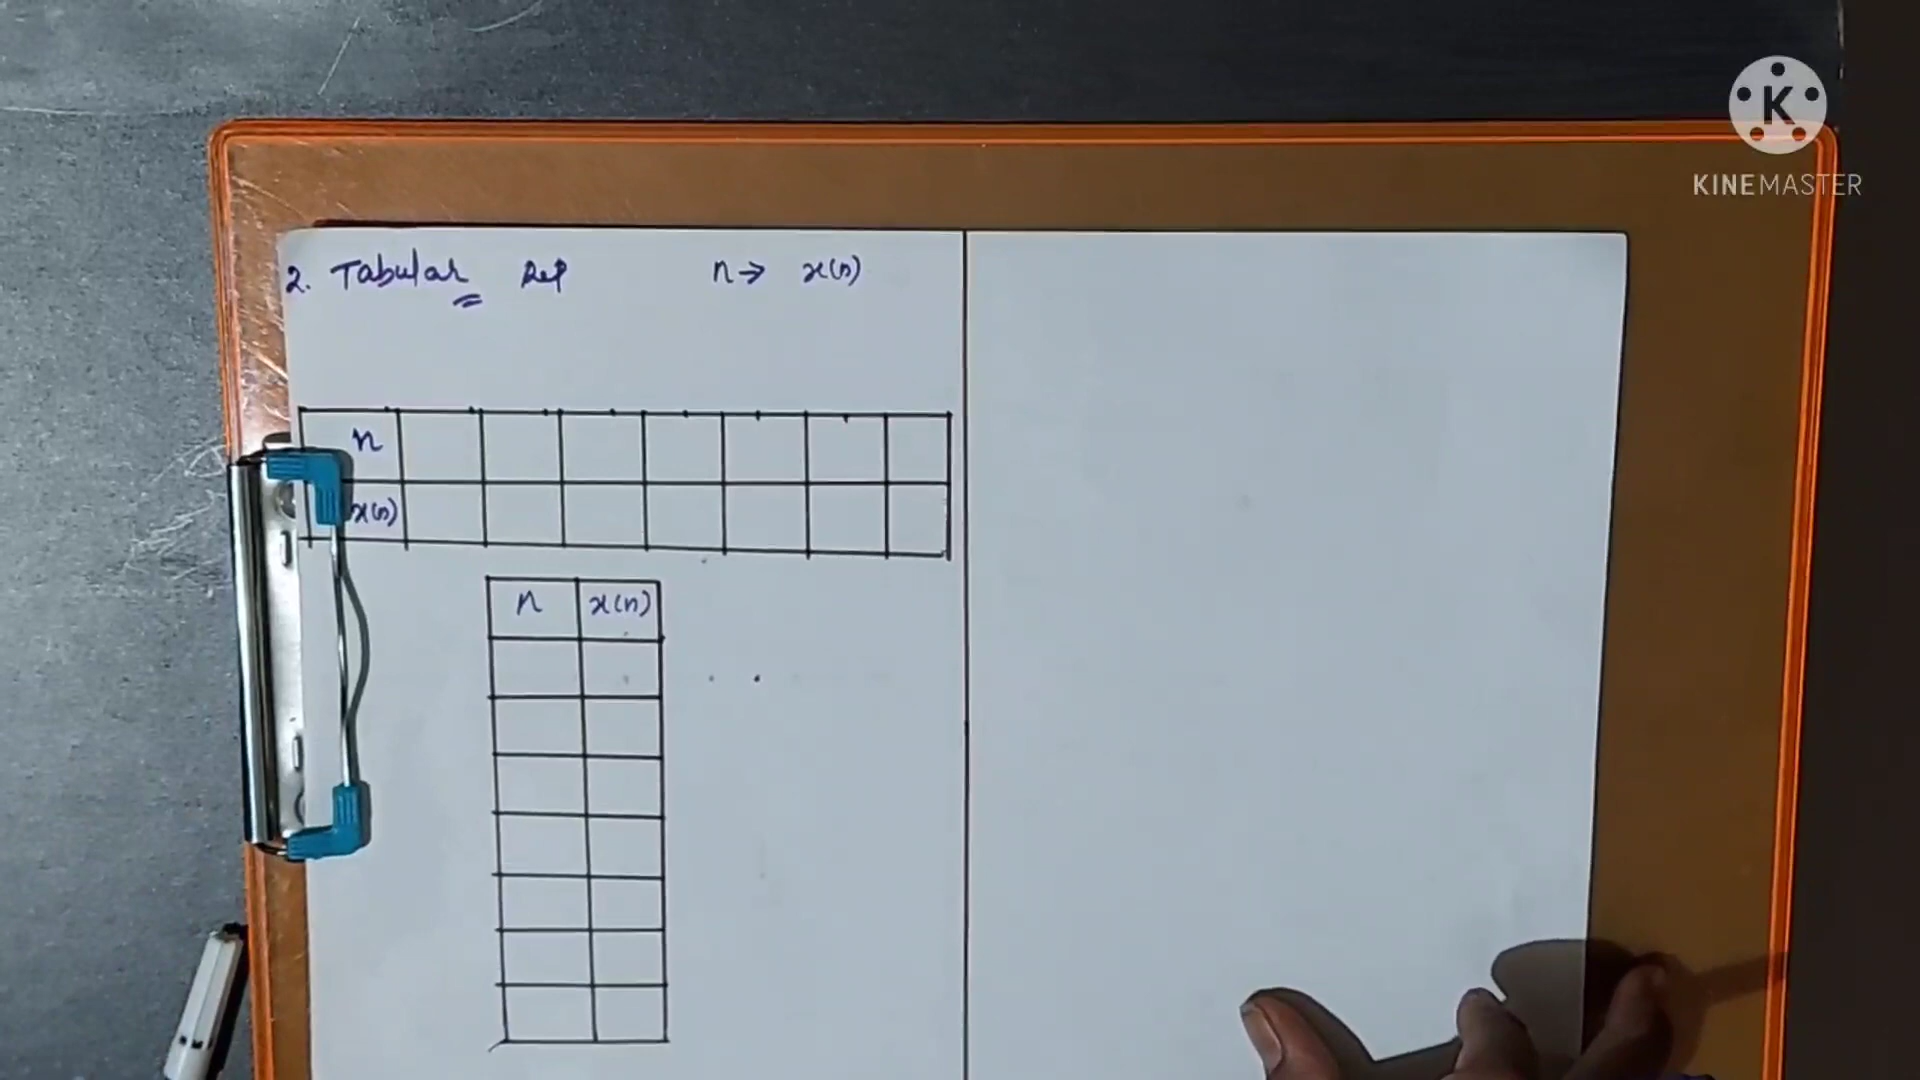 K
KINEMASTER
2. Tabular Rep n → x(n)
n
x(n)
n x(n)